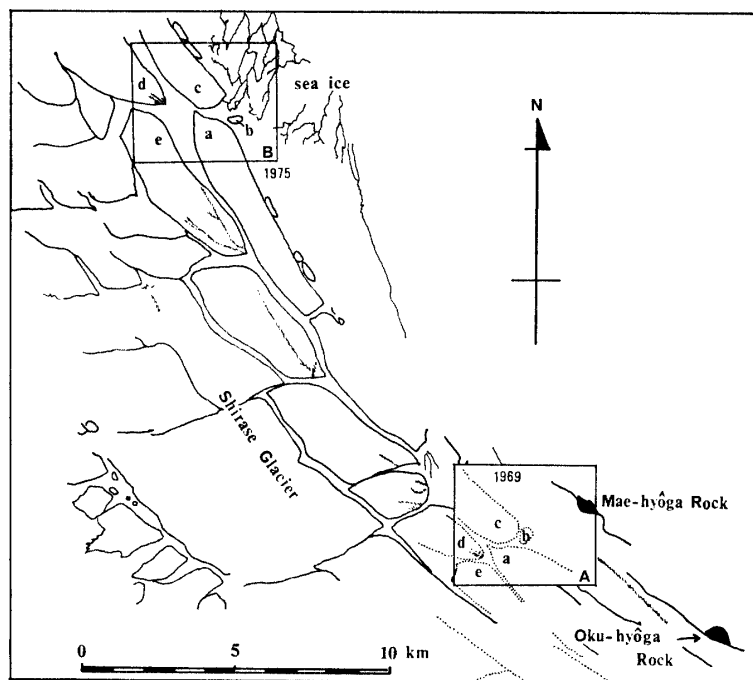 sea ice
d
c
e
a
b
B
1975
N
Shirase Glacier
1969
Mae-hyôga Rock
c
b
d
a
e
A
Oku-hyôga
Rock
0
5
10 km